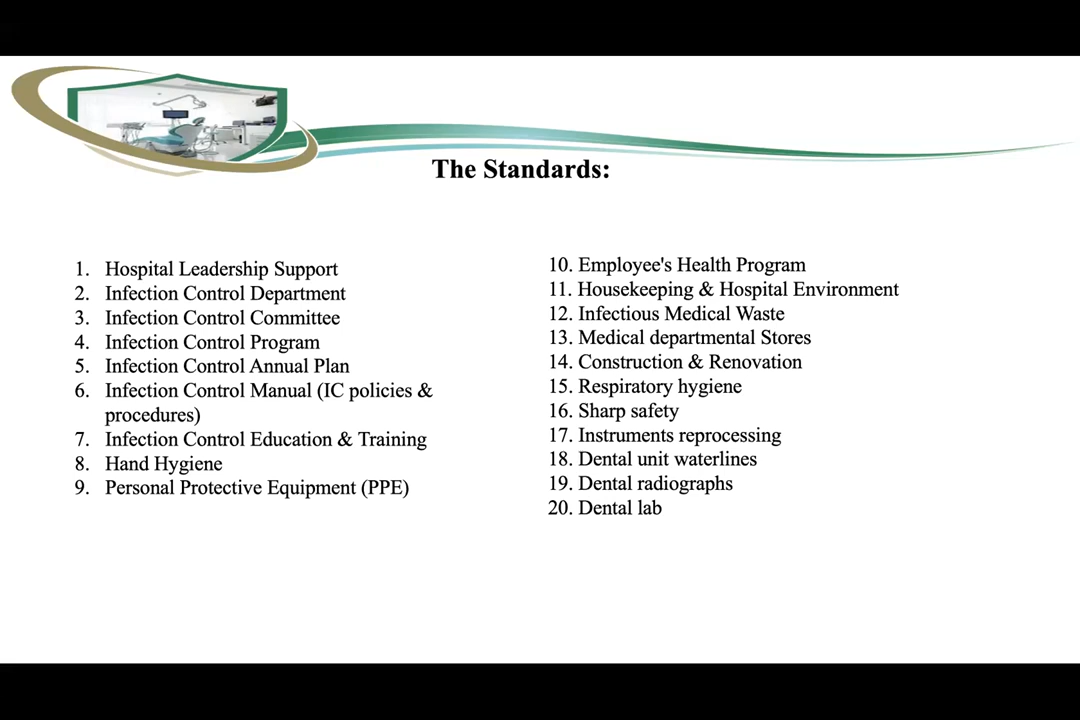 The Standards:
1. Hospital Leadership Support
2. Infection Control Department
3. Infection Control Committee
4. Infection Control Program
5. Infection Control Annual Plan
6. Infection Control Manual (IC policies &
procedures)
7. Infection Control Education & Training
8. Hand Hygiene
9. Personal Protective Equipment (PPE)
10. Employee's Health Program
11. Housekeeping & Hospital Environment
12. Infectious Medical Waste
13. Medical departmental Stores
14. Construction & Renovation
15. Respiratory hygiene
16. Sharp safety
17. Instruments reprocessing
18. Dental unit waterlines
19. Dental radiographs
20. Dental lab